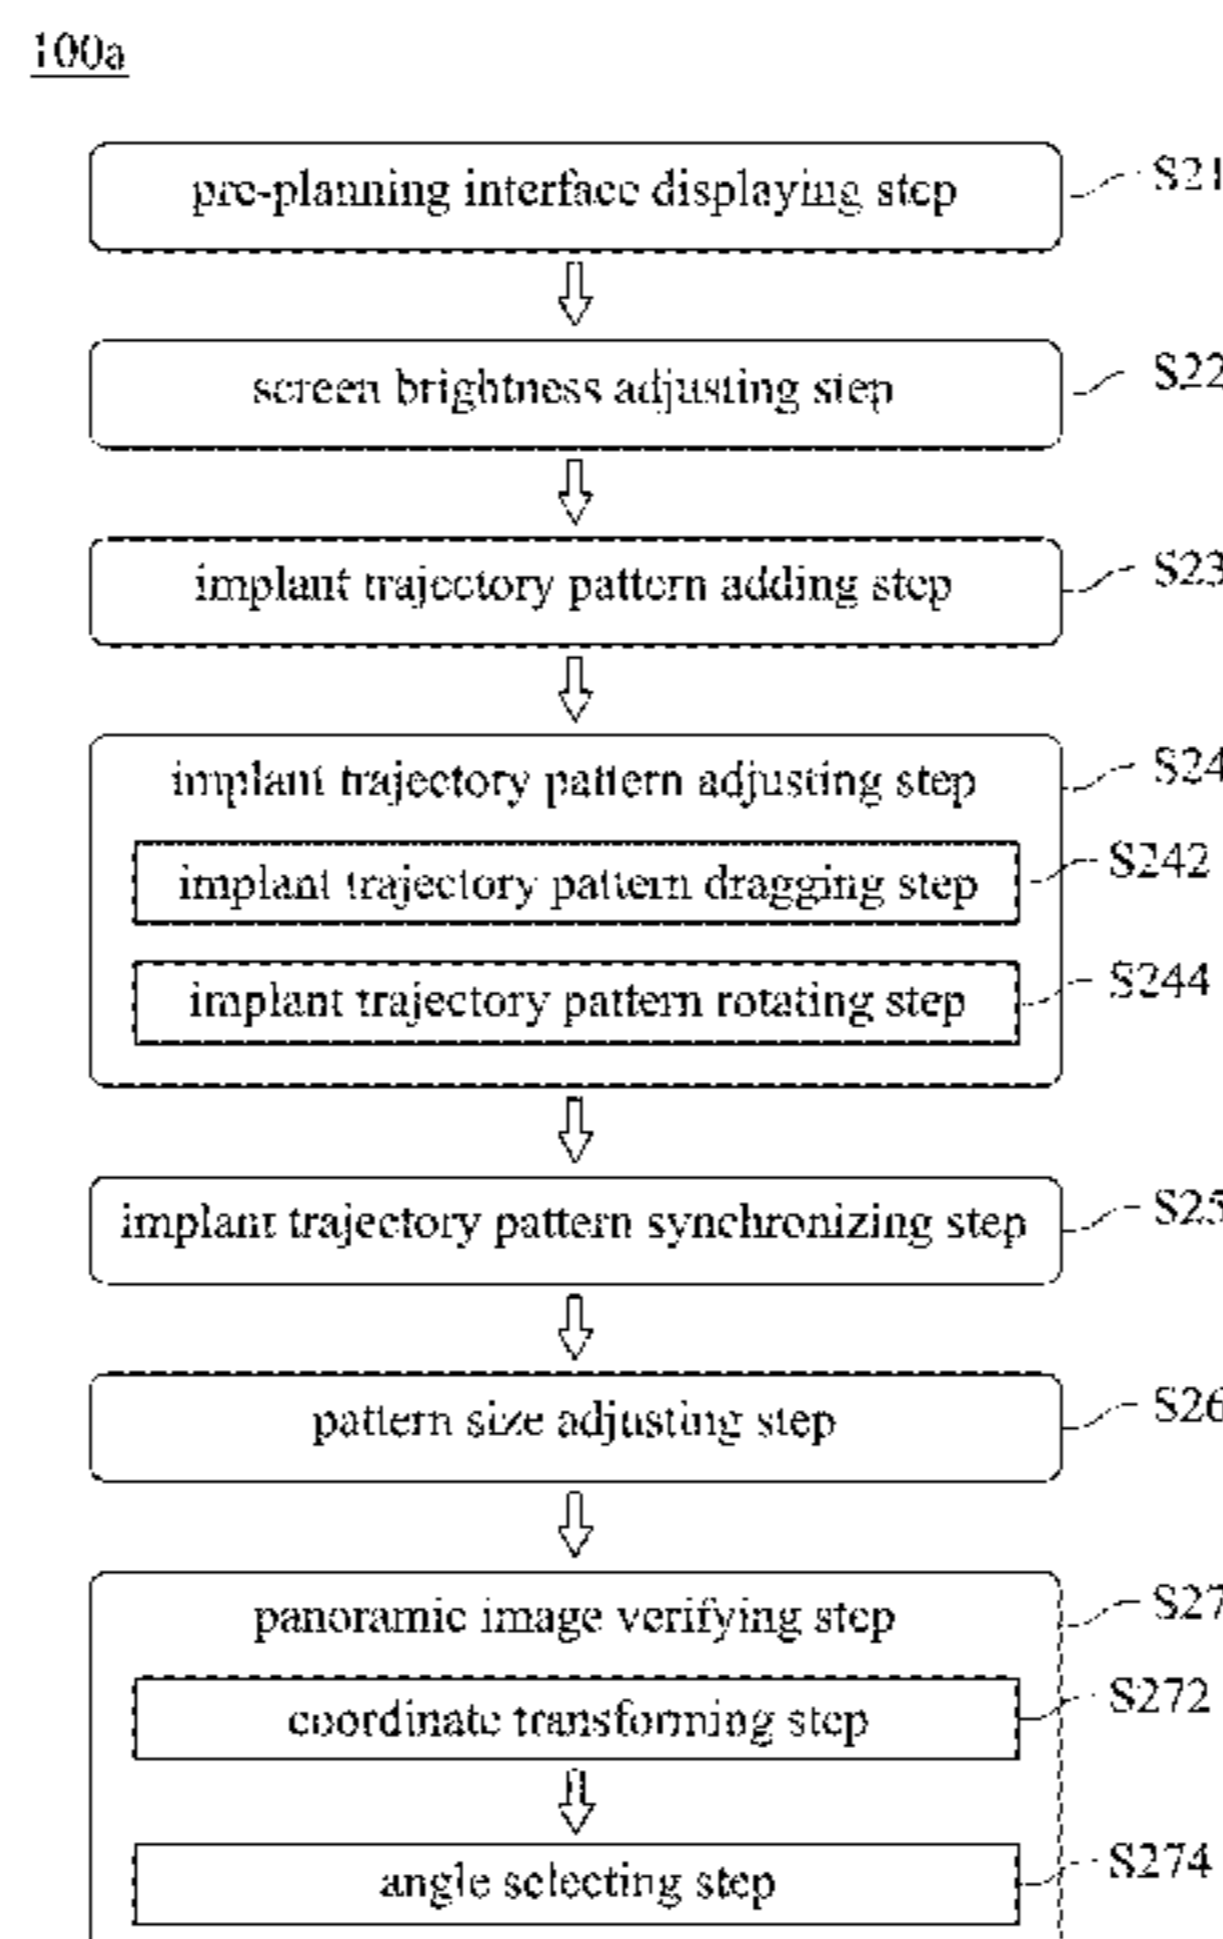 100a
pre-planning interface displaying step
S21
screen brightness adjusting step
S22
implant trajectory pattern adding step
S23
implant trajectory pattern adjusting step
S24
implant trajectory pattern dragging step
S242
implant trajectory pattern rotating step
S244
implant trajectory pattern synchronizing step
S25
pattern size adjusting step
S26
panoramic image verifying step
S27
coordinate transforming step
S272
angle selecting step
S274